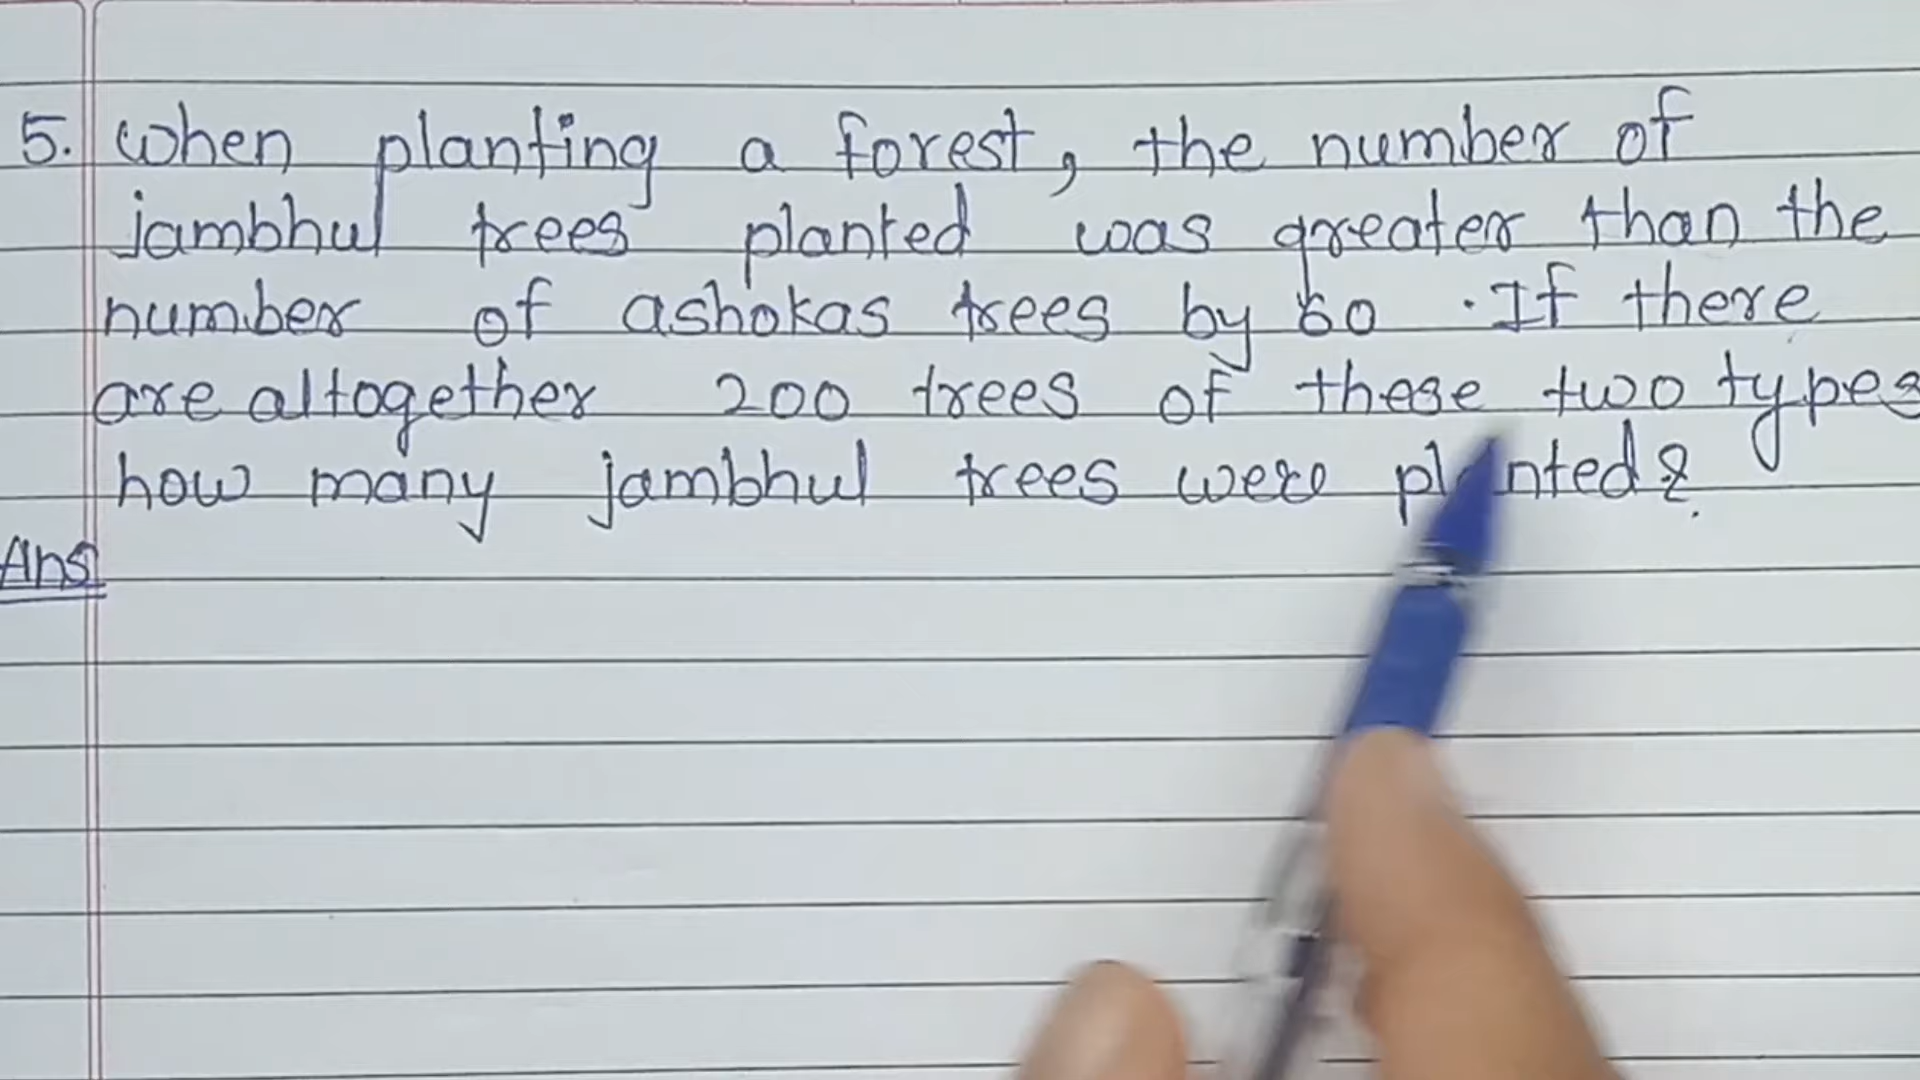 5. When planting a forest, the number of
jambhul trees planted was greater than the
number of ashokas trees by 60 . If there
are altogether 200 trees of these two types
how many jambhul trees were planted?
Ans